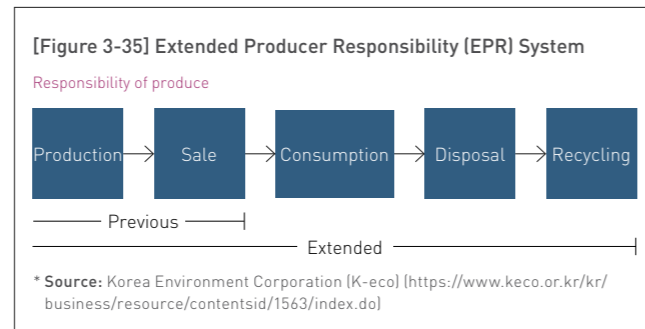 [Figure 3-35] Extended Producer Responsibility (EPR) System
Responsibility of produce
Production Sale Consumption Disposal Recycling
Previous
Extended
* Source: Korea Environment Corporation (K-eco) (https://www.keco.or.kr/kr/
business/resource/contentsid/1563/index.do)